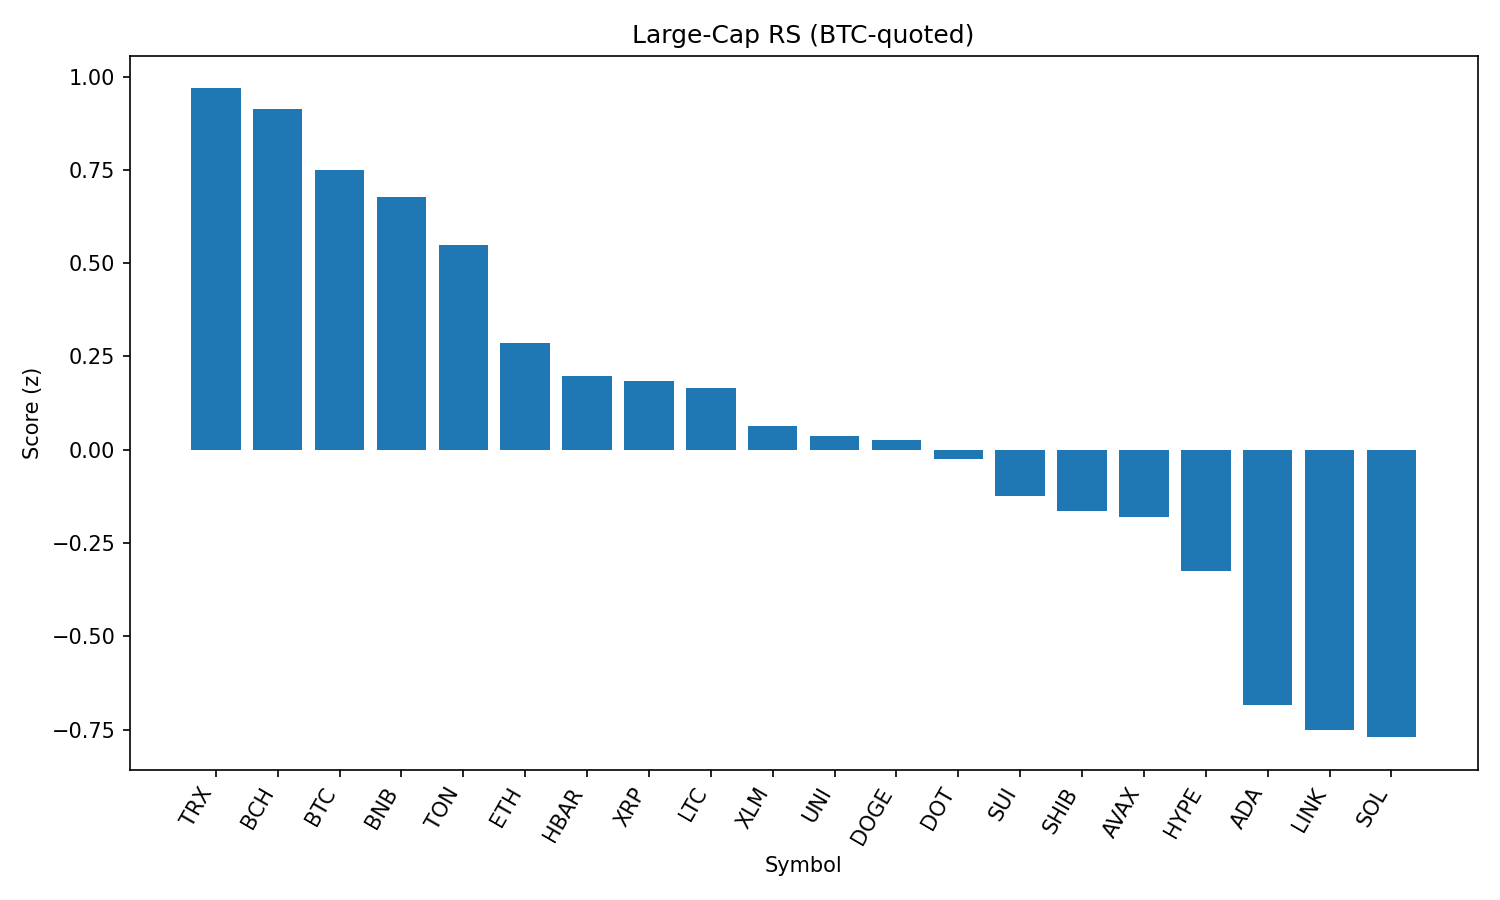 Large-Cap RS (BTC-quoted)
Score (z)
1.00
0.75
0.50
0.25
0.00
−0.25
−0.50
−0.75
TRX
BCH
BTC
BNB
TON
ETH
HBAR
XRP
LTC
XLM
UNI
DOGE
DOT
SUI
SHIB
AVAX
HYPE
ADA
LINK
SOL
Symbol